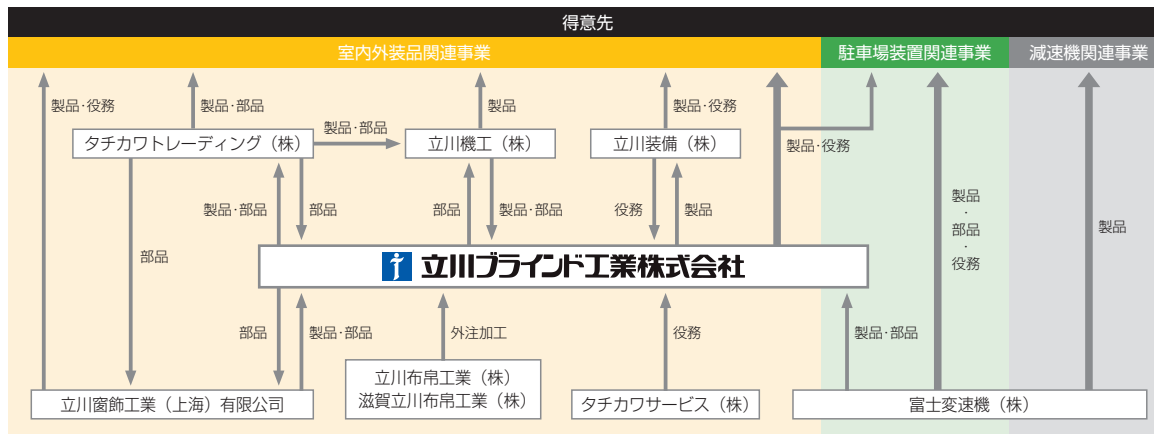 得意先
室内外装品関連事業
駐車場装置関連事業
減速機関連事業
製品・役務
製品・部品
製品・部品
製品
製品・役務
製品・役務
タチカワトレーディング（株）
立川機工（株）
立川装備（株）
製品・部品
部品
部品
製品・部品
役務
製品
部品
製品・部品・役務
製品
立川ブラインド工業株式会社
部品
製品・部品
外注加工
役務
製品・部品
立川窗飾工業（上海）有限公司
立川布帛工業（株）
滋賀立川布帛工業（株）
タチカワサービス（株）
富士変速機（株）